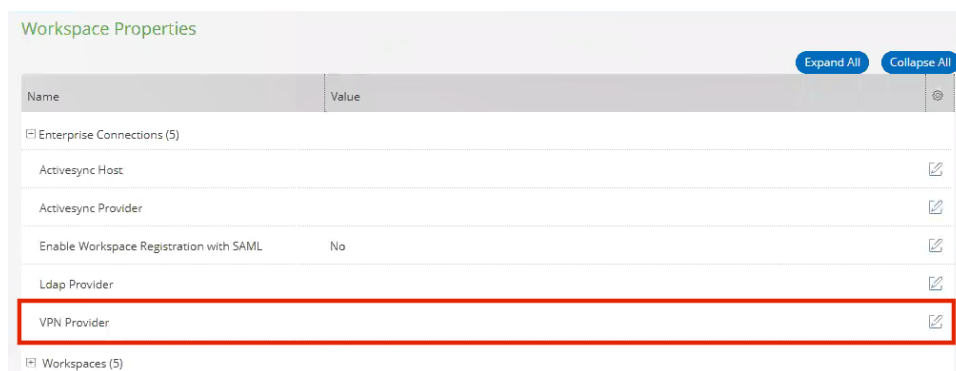 Workspace Properties
Expand All Collapse All
Name Value
Enterprise Connections (5)
Activesync Host
Activesync Provider
Enable Workspace Registration with SAML No
Ldap Provider
VPN Provider
Workspaces (5)